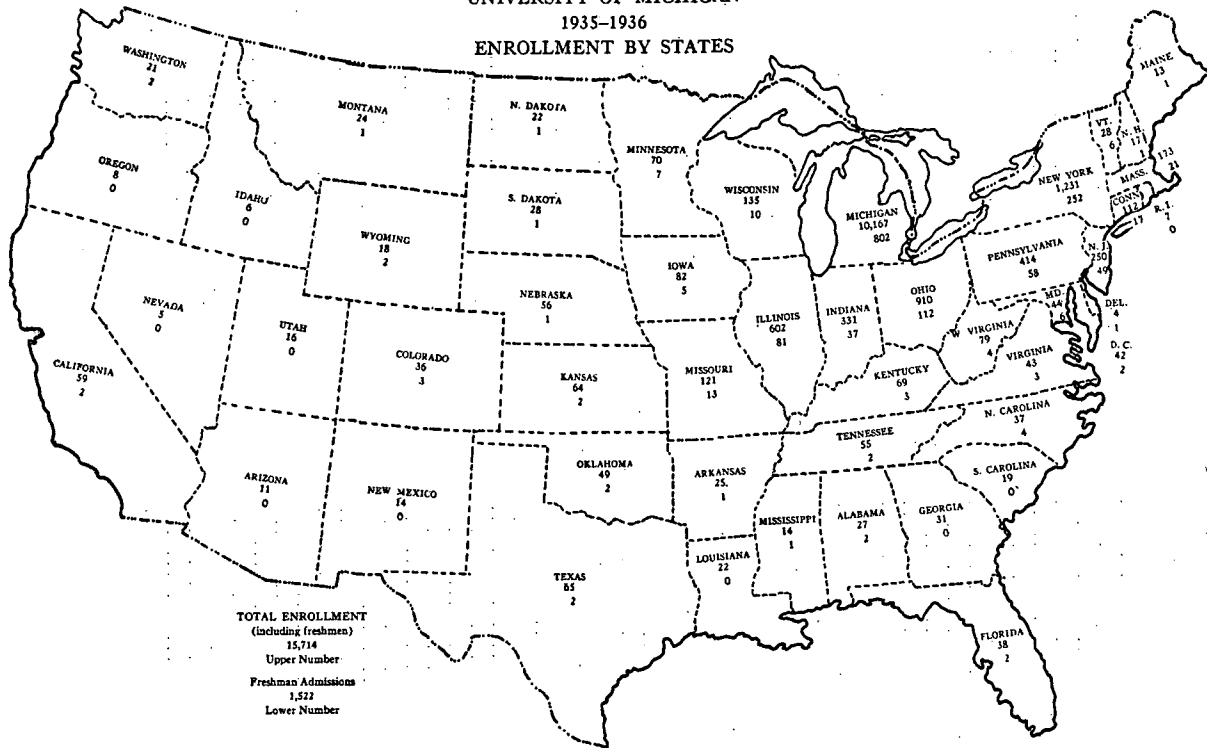 UNIVERSITY OF MICHIGAN
1935–1936
ENROLLMENT BY STATES
WASHINGTON
21
2
OREGON
8
0
CALIFORNIA
59
2
NEVADA
5
0
IDAHO
6
0
MONTANA
24
1
WYOMING
18
2
UTAH
16
0
COLORADO
36
3
ARIZONA
11
0
NEW MEXICO
14
0
N. DAKOTA
22
1
S. DAKOTA
28
1
NEBRASKA
56
1
KANSAS
64
2
OKLAHOMA
49
2
TEXAS
2
MINNESOTA
70
7
IOWA
82
5
MISSOURI
121
13
ARKANSAS
25
1
LOUISIANA
22
0
WISCONSIN
135
10
ILLINOIS
602
81
MICHIGAN
10,167
802
INDIANA
331
37
OHIO
910
112
KENTUCKY
69
3
TENNESSEE
55
2
MISSISSIPPI
14
1
ALABAMA
27
2
GEORGIA
31
0
FLORIDA
38
2
S. CAROLINA
19
0
N. CAROLINA
37
4
VIRGINIA
43
3
W VIRGINIA
79
4
MD.
44
6
DEL.
4
1
D. C.
42
2
PENNSYLVANIA
414
58
N. J.
250
49
NEW YORK
1,231
252
CONN.
112
17
R. I.
7
0
MASS.
173
21
VT.
28
6
N. H.
17
1
MAINE
13
1
TOTAL ENROLLMENT
(including freshmen)
15,714
Upper Number
Freshman Admissions
1,522
Lower Number